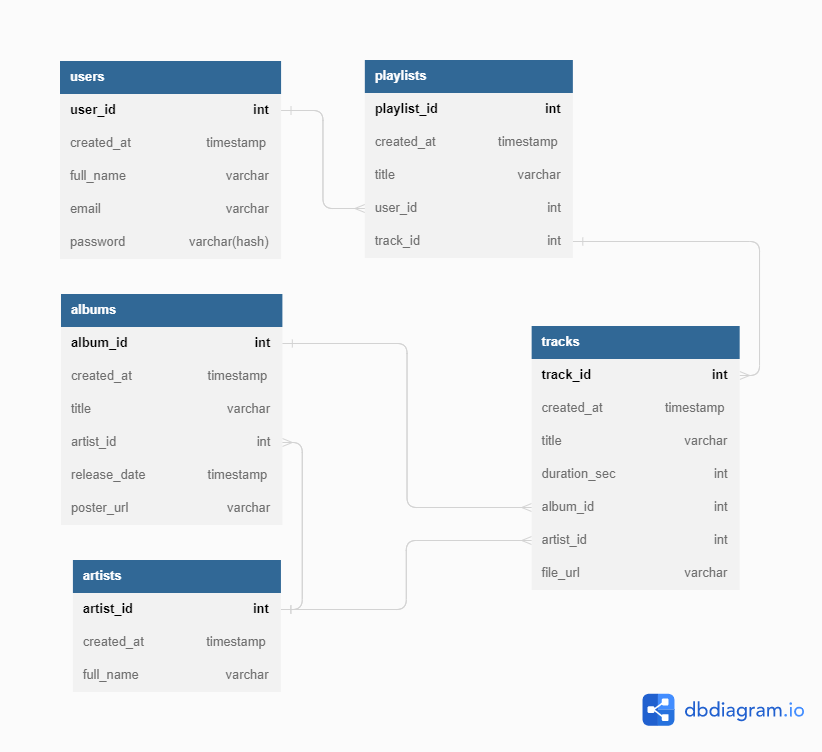 users
user_id int
created_at timestamp
full_name varchar
email varchar
password varchar(hash)
playlists
playlist_id int
created_at timestamp
title varchar
user_id int
track_id int
albums
album_id int
created_at timestamp
title varchar
artist_id int
release_date timestamp
poster_url varchar
tracks
track_id int
created_at timestamp
title varchar
duration_sec int
album_id int
artist_id int
file_url varchar
artists
artist_id int
created_at timestamp
full_name varchar
dbdiagram.io